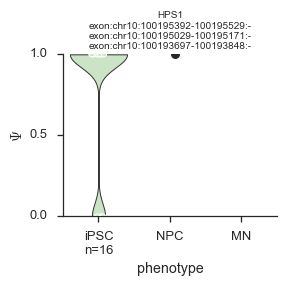 HPS1
exon:chr10:100195392-100195529:-
exon:chr10:100195029-100195171:-
exon:chr10:100193697-100193848:-
1.0
0.5
0.0
Ψ
iPSC NPC MN
n=16
phenotype